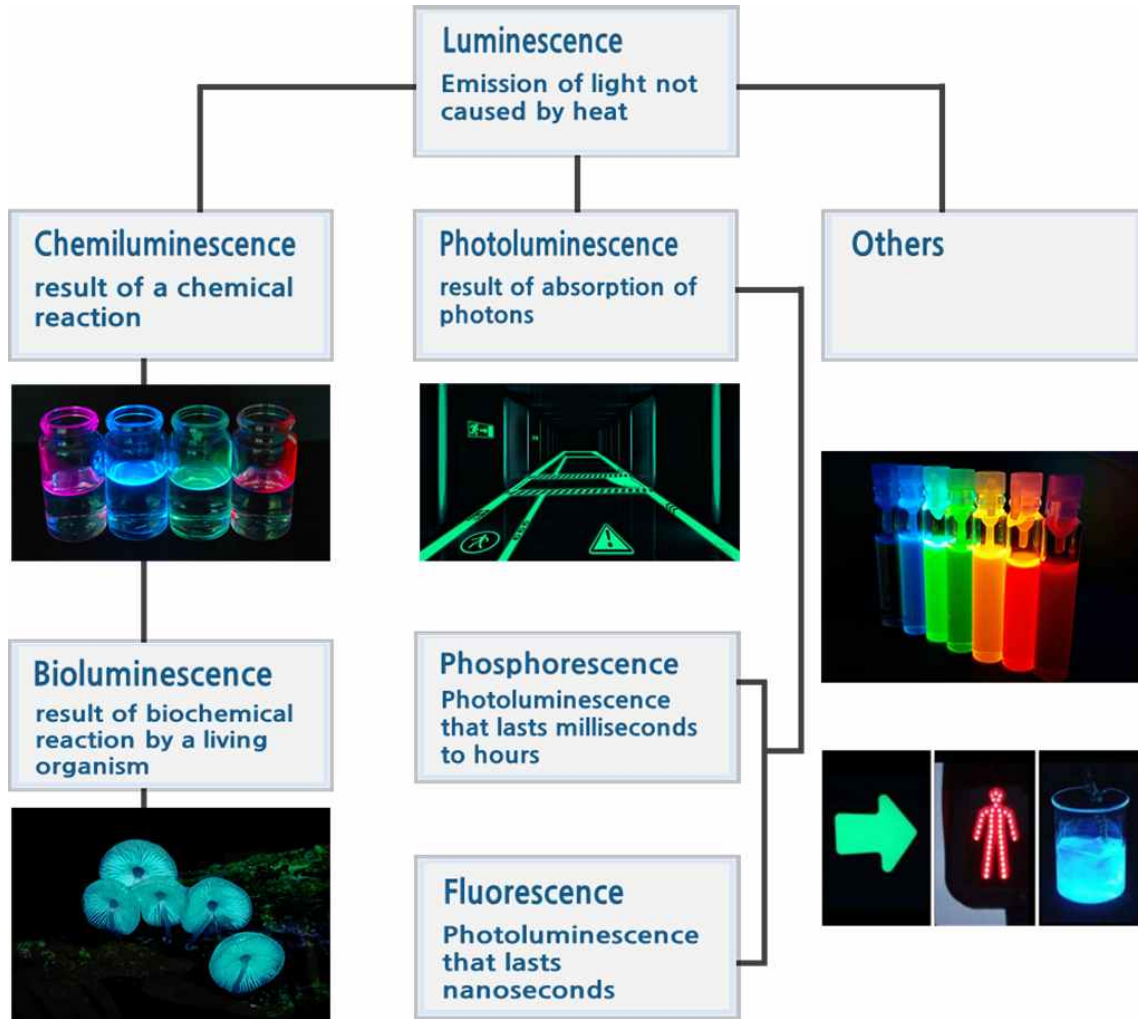 Luminescence
Emission of light not
caused by heat
Chemiluminescence
result of a chemical
reaction
Photoluminescence
result of absorption of
photons
Others
Bioluminescence
result of biochemical
reaction by a living
organism
Phosphorescence
Photoluminescence
that lasts milliseconds
to hours
Fluorescence
Photoluminescence
that lasts
nanoseconds